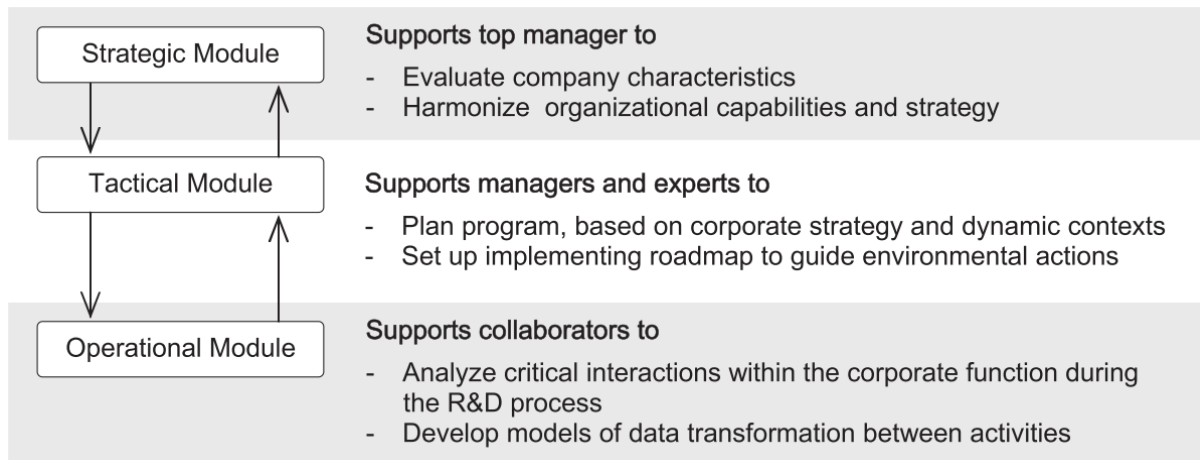 Strategic Module
Supports top manager to
- Evaluate company characteristics
- Harmonize organizational capabilities and strategy
Tactical Module
Supports managers and experts to
- Plan program, based on corporate strategy and dynamic contexts
- Set up implementing roadmap to guide environmental actions
Operational Module
Supports collaborators to
- Analyze critical interactions within the corporate function during
the R&D process
- Develop models of data transformation between activities